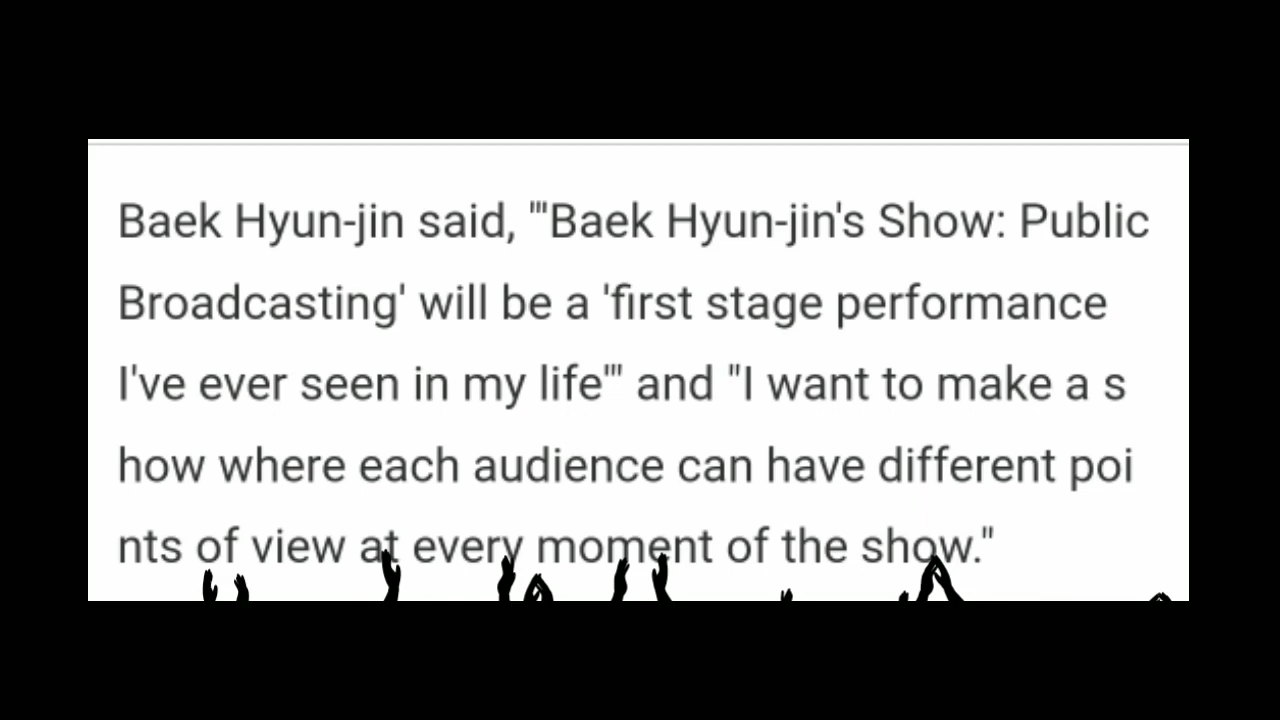 Baek Hyun-jin said, "'Baek Hyun-jin's Show: Public
Broadcasting' will be a 'first stage performance
I've ever seen in my life'" and "I want to make a s
how where each audience can have different poi
nts of view at every moment of the show."